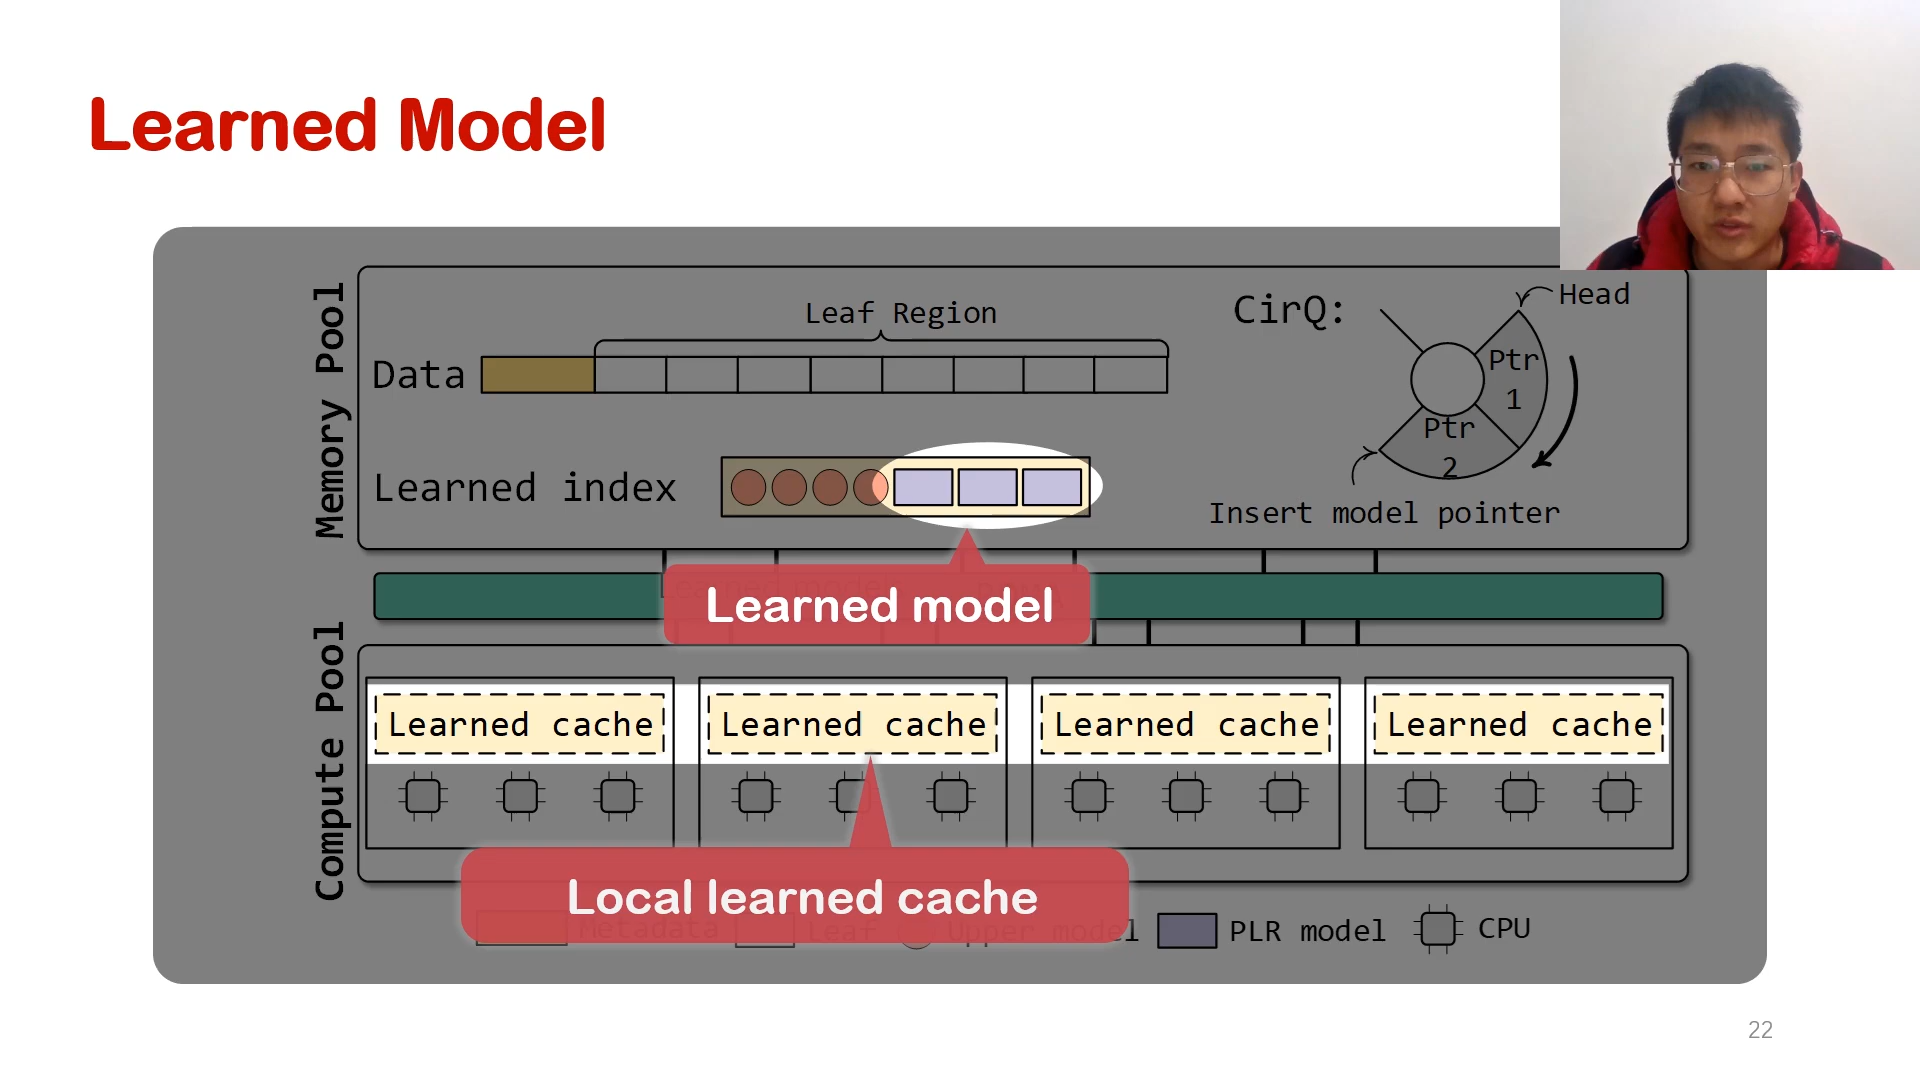 Learned Model
Memory Pool
Leaf Region
Data
Learned index
CirQ:
Head
Ptr
1
Ptr
2
Insert model pointer
Learned model
Compute Pool
Learned cache
Learned cache
Learned cache
Learned cache
Local learned cache
Metadata
Leaf
Upper model
PLR model
CPU
22